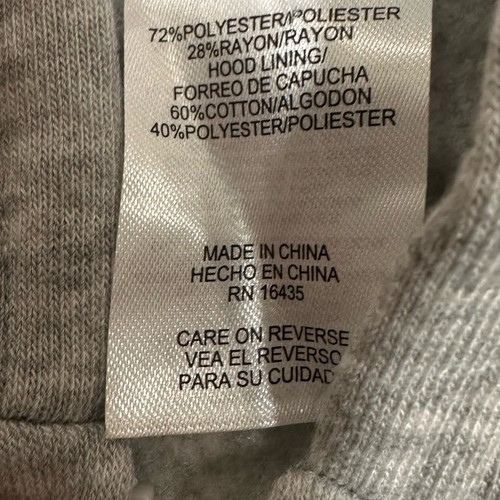 72%POLYESTER/POLIESTER
28%RAYON/RAYON
HOOD LINING/
FORREO DE CAPUCHA
60%COTTON/ALGODON
40%POLYESTER/POLIESTER
MADE IN CHINA
HECHO EN CHINA
RN 16435
CARE ON REVERSE
VEA EL REVERSO
PARA SU CUIDAD